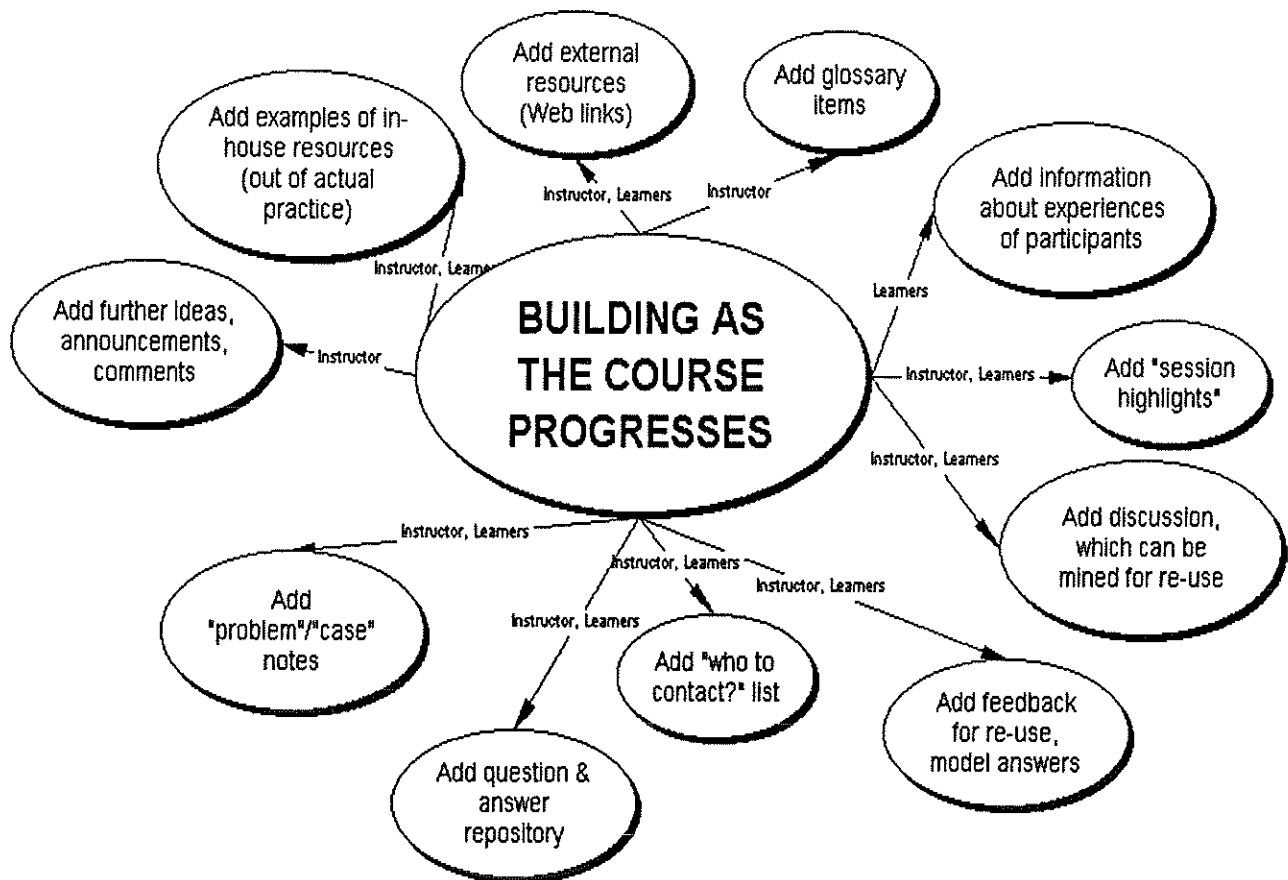 Add external
resources
(Web links)
Add glossary
items
Add examples of in-
house resources
(out of actual
practice)
Add information
about experiences
of participants
Instructor, Learners
Instructor
Instructor, Learners
Learners
Add further ideas,
announcements,
comments
Instructor
BUILDING AS
THE COURSE
PROGRESSES
Instructor, Learners
Add "session
highlights"
Instructor, Learners
Add discussion,
which can be
mined for re-use
Instructor, Learners
Instructor, Learners
Instructor, Learners
Instructor, Learners
Add
"problem"/"case"
notes
Add "who to
contact?" list
Add feedback
for re-use,
model answers
Add question &
answer
repository